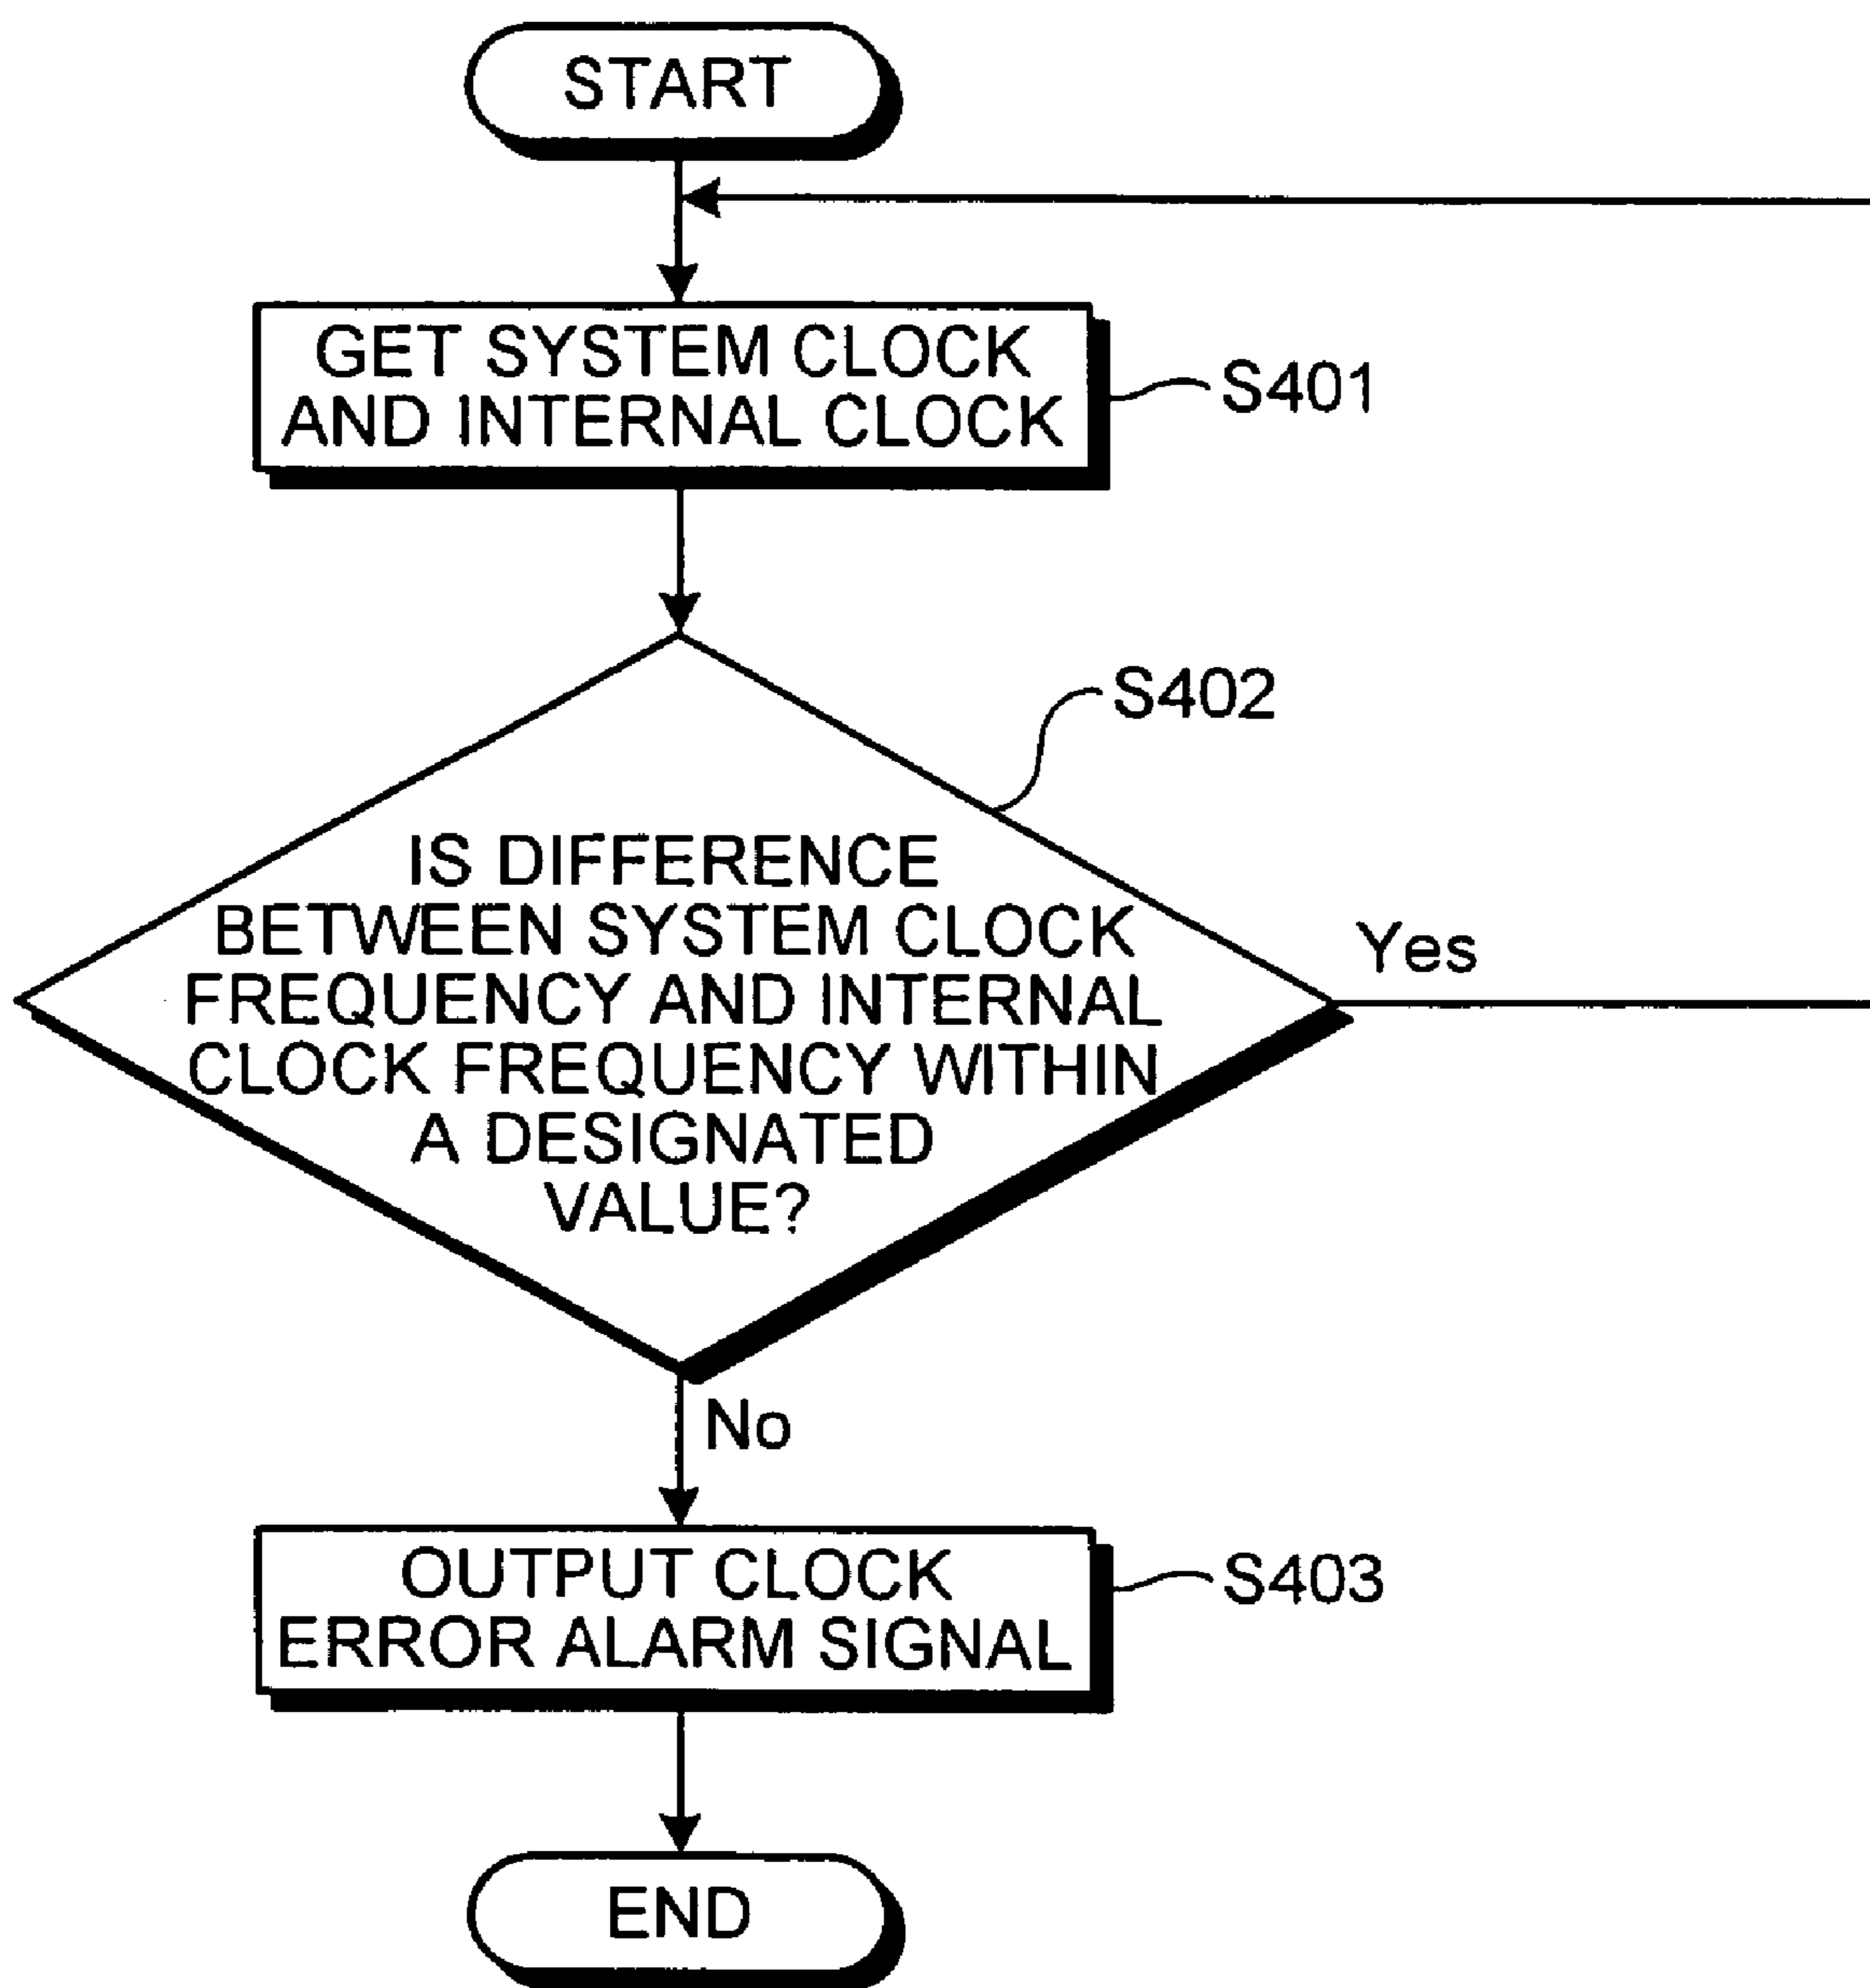 START
GET SYSTEM CLOCK
AND INTERNAL CLOCK
S401
S402
IS DIFFERENCE
BETWEEN SYSTEM CLOCK
FREQUENCY AND INTERNAL
CLOCK FREQUENCY WITHIN
A DESIGNATED
VALUE?
Yes
No
OUTPUT CLOCK
ERROR ALARM SIGNAL
S403
END